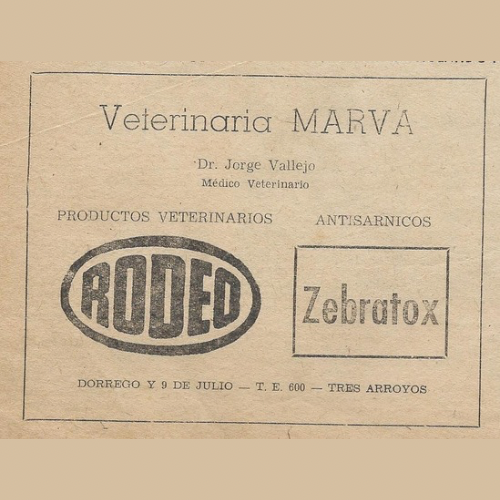 Veterinaria MARVA
Dr. Jorge Vallejo
Médico Veterinario
PRODUCTOS VETERINARIOS ANTISARNICOS
RODEO Zebratox
DORREGO Y 9 DE JULIO — T. E. 600 — TRES ARROYOS